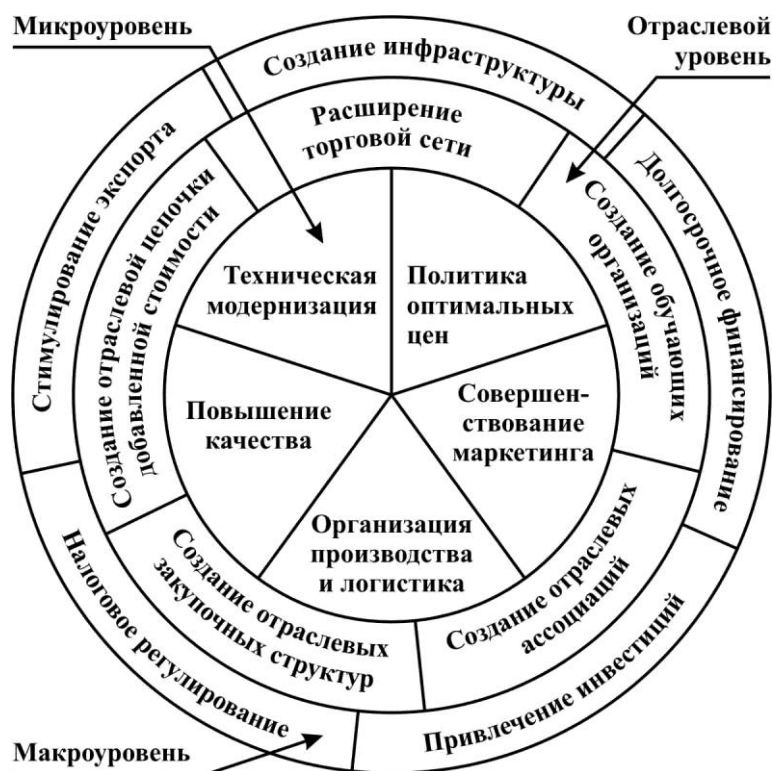 Микроуровень
Отраслевой
уровень
Создание инфраструктуры
Долгосрочное финансирование
Привлечение инвестиций
Налоговое регулирование
Стимулирование экспорта
Расширение
торговой сети
Создание обучающих
организаций
Создание отраслевых
ассоциаций
Создание отраслевых
закупочных структур
Создание отраслевой цепочки
добавленной стоимости
Техническая
модернизация
Политика
оптимальных
цен
Совершен-
ствование
маркетинга
Организация
производства
и логистика
Повышение
качества
Макроуровень